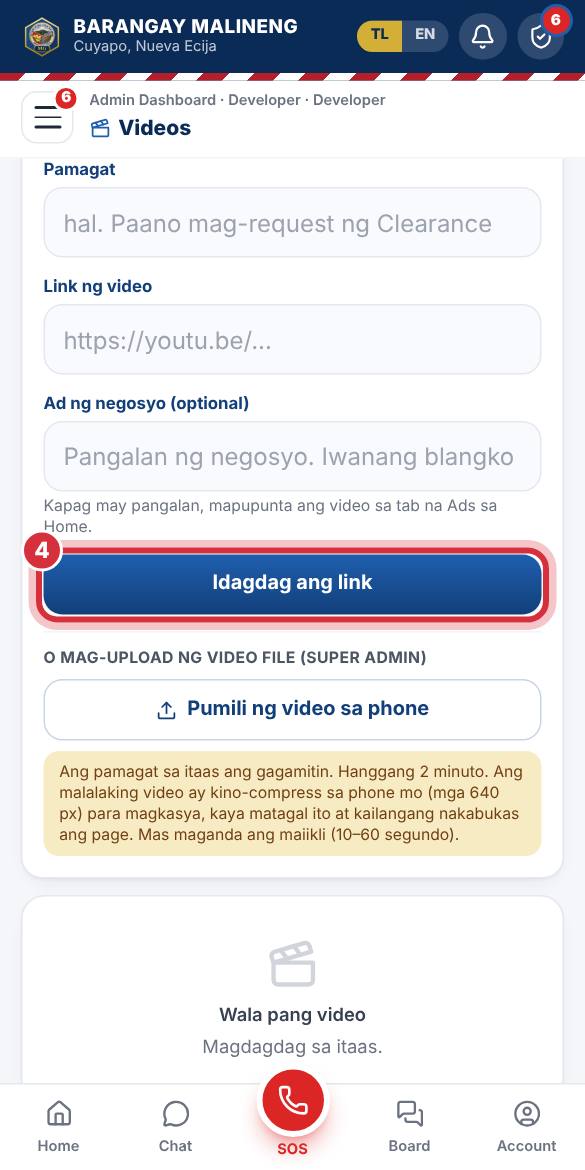 BARANGAY MALINENG
Cuyapo, Nueva Ecija
TL EN
6
6
Admin Dashboard · Developer · Developer
Videos
Pamagat
hal. Paano mag-request ng Clearance
Link ng video
https://youtu.be/...
Ad ng negosyo (optional)
Pangalan ng negosyo. Iwanang blangko
Kapag may pangalan, mapupunta ang video sa tab na Ads sa
Home.
4
Idagdag ang link
O MAG-UPLOAD NG VIDEO FILE (SUPER ADMIN)
Pumili ng video sa phone
Ang pamagat sa itaas ang gagamitin. Hanggang 2 minuto. Ang
malalaking video ay kino-compress sa phone mo (mga 640
px) para magkasya, kaya matagal ito at kailangang nakabukas
ang page. Mas maganda ang maiikli (10–60 segundo).
Wala pang video
Magdagdag sa itaas.
Home
Chat
SOS
Board
Account